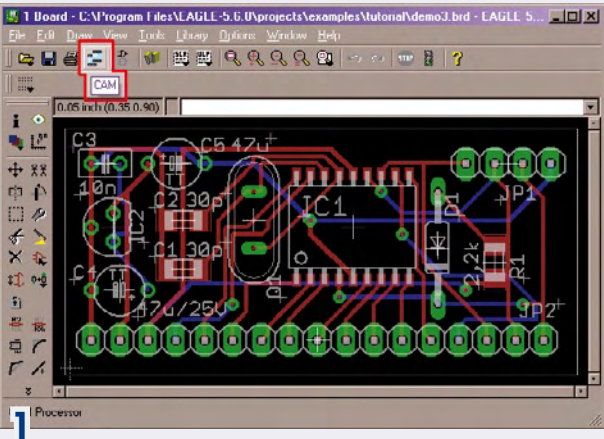 1 Board - C:\Program Files\EAGLE-5.6.0\projects\examples\tutorial\demo3.brd - EAGLE 5...
File Edit Draw View Tools Library Options Window Help
CAM
0.05 inch (0.35 0.90)
C3
C5 47u
10n
C2 30p
IC1
D1
JP1
IC2
C1 30p
2,2k
R1
C4
47u/25V
Q1
JP2
Processor
1